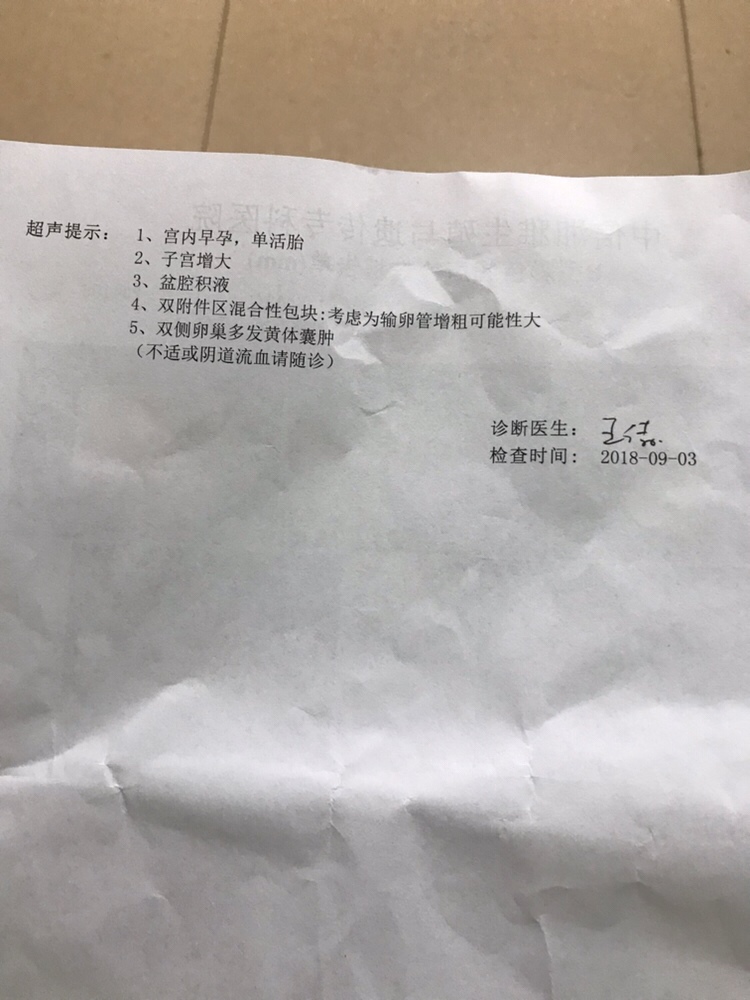 超声提示： 1、宫内早孕，单活胎
2、子宫增大
3、盆腔积液
4、双附件区混合性包块:考虑为输卵管增粗可能性大
5、双侧卵巢多发黄体囊肿
（不适或阴道流血请随诊）
诊断医生：
检查时间： 2018-09-03